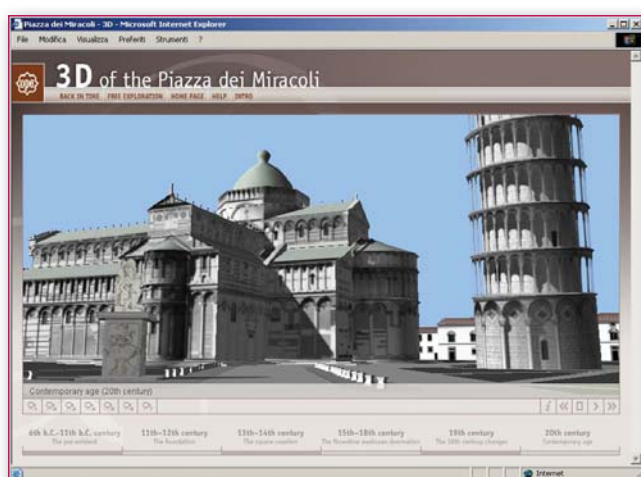 Piazza dei Miracoli - 3D - Microsoft Internet Explorer
File Modifica Visualizza Preferiti Strumenti ?
3D of the Piazza dei Miracoli
BACK IN TIME FREE EXPLORATION HOME PAGE HELP INTRO
Contemporary age (20th century)
6th b.C.-11th b.C. century 11th-12th century 13th-14th century 15th-18th century 19th century 20th century
The foundation The square counters The 19th century changes Contemporary age
Internet